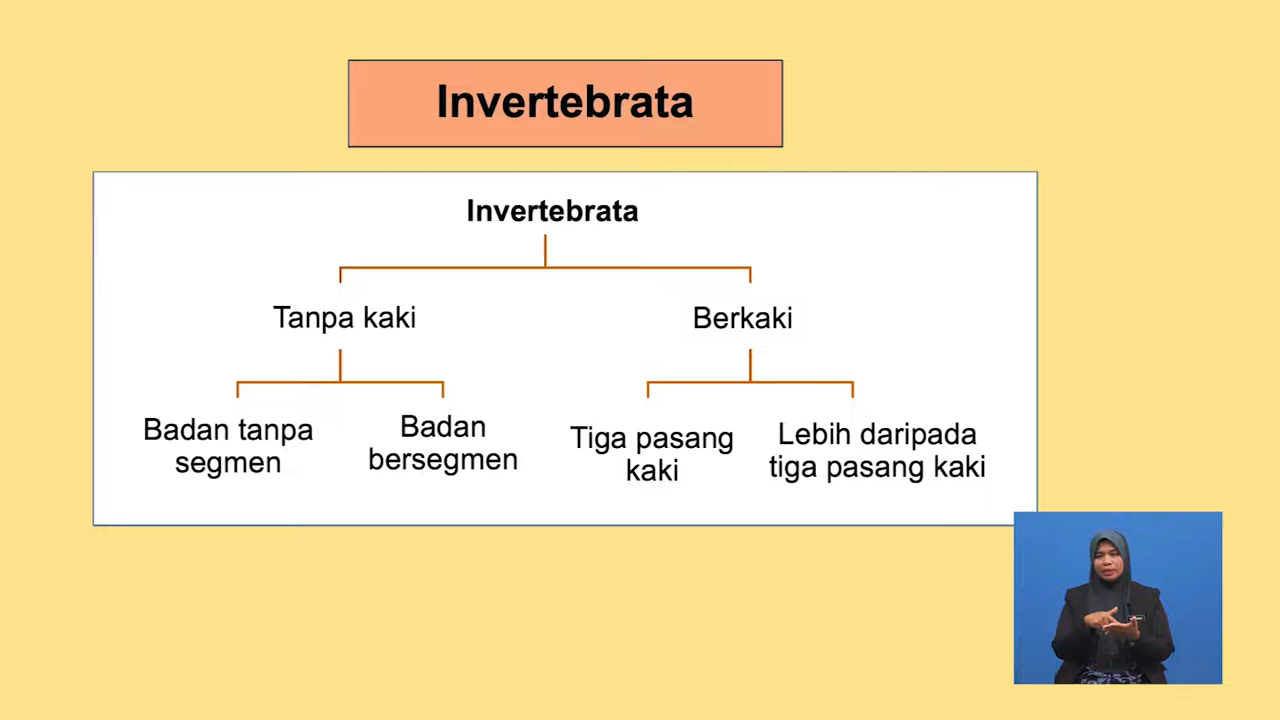 Invertebrata
Invertebrata
Tanpa kaki
Berkaki
Badan tanpa
segmen
Badan
bersegmen
Tiga pasang
kaki
Lebih daripada
tiga pasang kaki